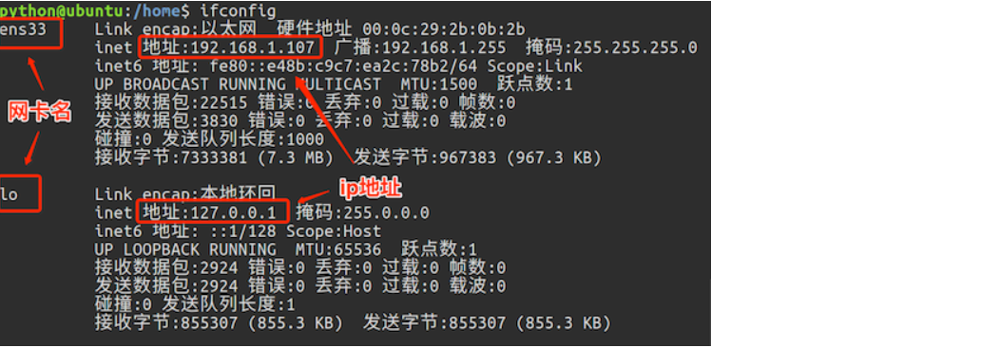 python@ubuntu:/home$ ifconfig
ens33 Link encap:以太网 硬件地址 00:0c:29:2b:0b:2b
inet 地址:192.168.1.107 广播:192.168.1.255 掩码:255.255.255.0
inet6 地址: fe80::e48b:c9c7:ea2c:78b2/64 Scope:Link
UP BROADCAST RUNNING MULTICAST MTU:1500 跃点数:1
接收数据包:22515 错误:0 丢弃:0 过载:0 帧数:0
网卡名
发送数据包:3830 错误:0 丢弃:0 过载:0 载波:0
碰撞:0 发送队列长度:1000
接收字节:7333381 (7.3 MB) 发送字节:967383 (967.3 KB)
ip地址
lo Link encap:本地环回
inet 地址:127.0.0.1 掩码:255.0.0.0
inet6 地址: ::1/128 Scope:Host
UP LOOPBACK RUNNING MTU:65536 跃点数:1
接收数据包:2924 错误:0 丢弃:0 过载:0 帧数:0
发送数据包:2924 错误:0 丢弃:0 过载:0 载波:0
碰撞:0 发送队列长度:1
接收字节:855307 (855.3 KB) 发送字节:855307 (855.3 KB)